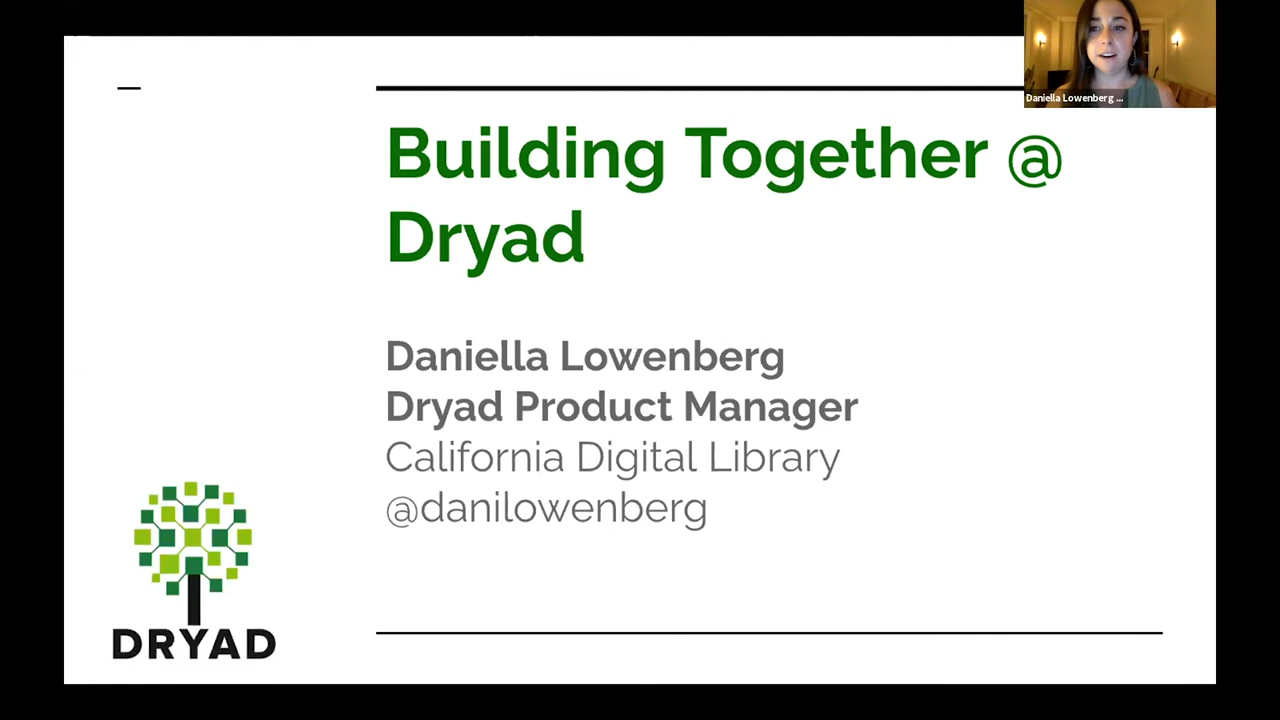 Daniella Lowenberg ...
Building Together @
Dryad
Daniella Lowenberg
Dryad Product Manager
California Digital Library
@danilowenberg
DRYAD